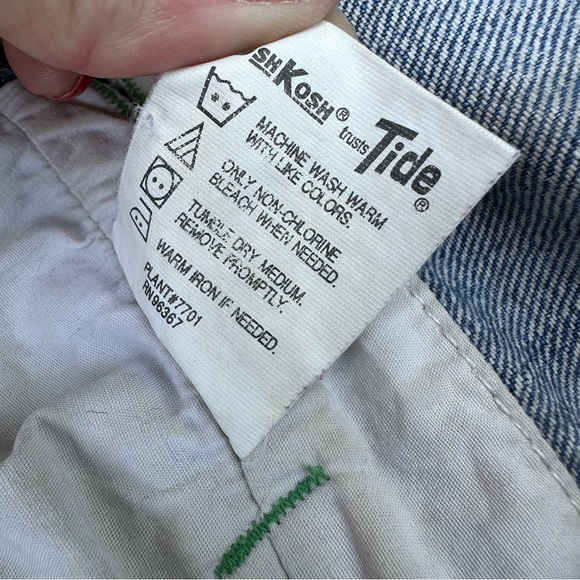 SHKOSH® trusts Tide®
MACHINE WASH WARM
WITH LIKE COLORS.
ONLY NON-CHLORINE
BLEACH WHEN NEEDED.
TUMBLE DRY MEDIUM.
REMOVE PROMPTLY.
WARM IRON IF NEEDED.
PLANT#7701
RN96367